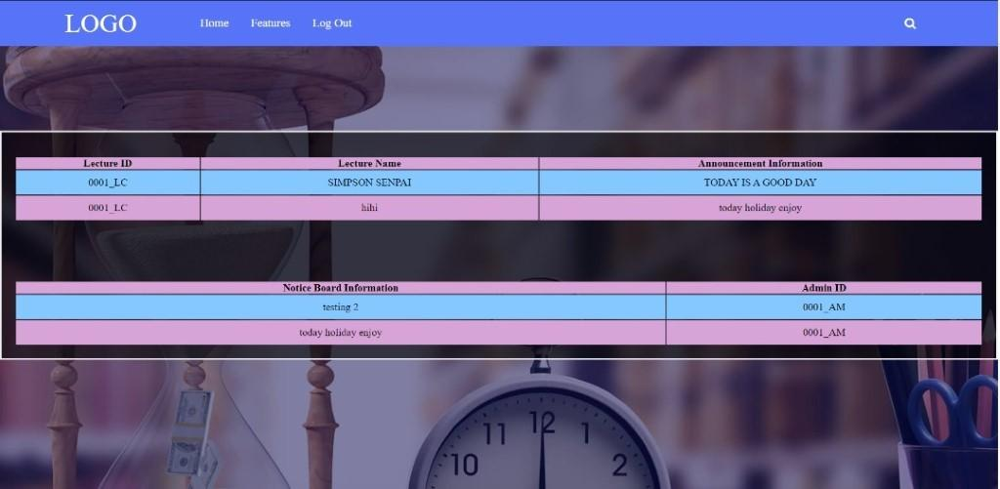 LOGO Home Features Log Out
Lecture ID Lecture Name Announcement Information
0001_LC SIMPSON SENPAI TODAY IS A GOOD DAY
0001_LC hihi today holiday enjoy
Notice Board Information Admin ID
testing 2 0001_AM
today holiday enjoy 0001_AM
11 12 1
10 2